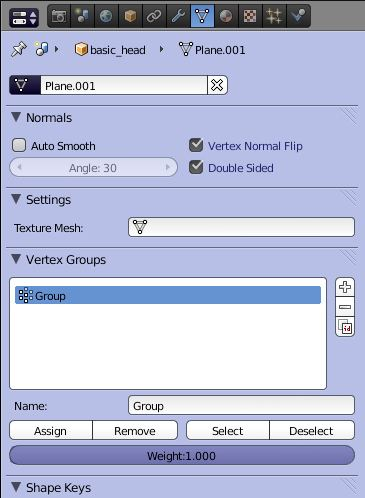 basic_head Plane.001
Plane.001
Normals
Auto Smooth Vertex Normal Flip
Angle: 30 Double Sided
Settings
Texture Mesh:
Vertex Groups
Group
Name: Group
Assign Remove Select Deselect
Weight:1.000
Shape Keys